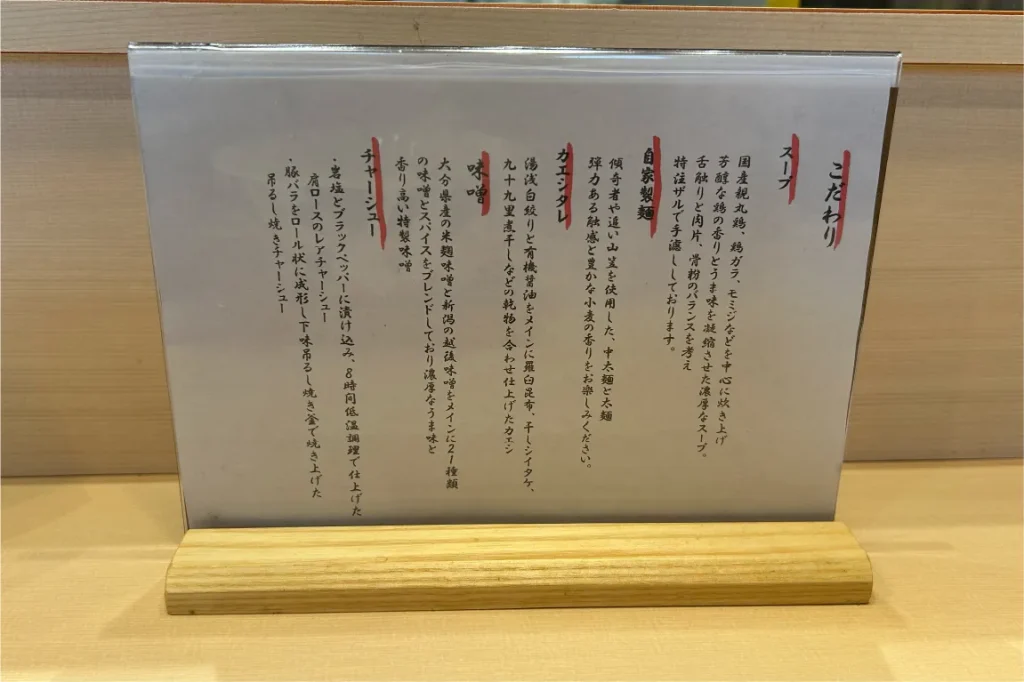 こだわり
スープ
国産親丸鶏、鶏ガラ、モミジなどを中心に炊き上げ
芳醇な鶏の香りとうま味を凝縮させた濃厚なスープ。
舌触りと肉片、骨粉のバランスを考え
特注ザルで手濾ししております。
自家製麺
傾奇者や追い山笠を使用した、中太麺と太麺
弾力ある触感と豊かな小麦の香りをお楽しみください。
カエシタレ
湯浅白絞りと有機醤油をメインに羅臼昆布、干しシイタケ、
九十九里煮干しなどの乾物を合わせ仕上げたカエシ
味噌
大分県産の米麹味噌と新潟の越後味噌をメインに21種類
の味噌とスパイスをブレンドしており濃厚なうま味と
香り高い特製味噌
チャーシュー
・岩塩とブラックペッパーに漬け込み、8時間低温調理で仕上げた
肩ロースのレアチャーシュー
・豚バラをロール状に成形し下味吊るし焼き釜で焼き上げた
吊るし焼きチャーシュー